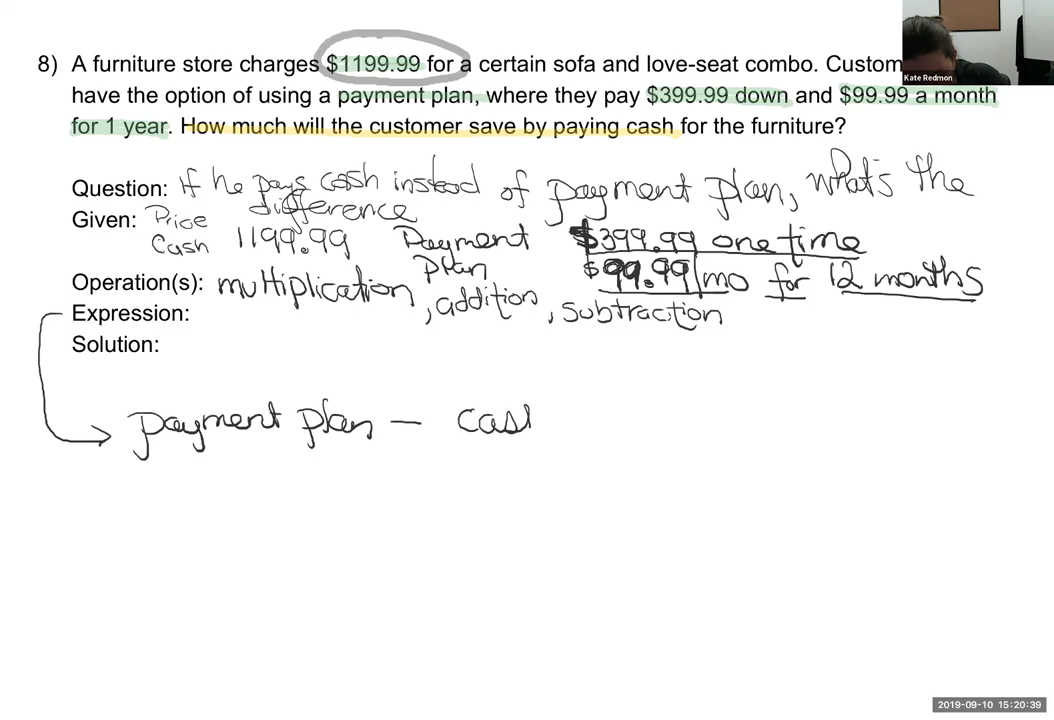 8) A furniture store charges $1199.99 for a certain sofa and love-seat combo. Custom
have the option of using a payment plan, where they pay $399.99 down and $99.99 a month
for 1 year. How much will the customer save by paying cash for the furniture?
Kate Redmon
Question: If he pays cash instead of payment plan, what's the
difference
Given: Price Cash 1199.99 Payment plan $399.99 one time
$99.99/mo for 12 months
Operation(s): multiplication, addition, subtraction
Expression:
Solution:
payment plan — cash
2019-09-10 15:20:39